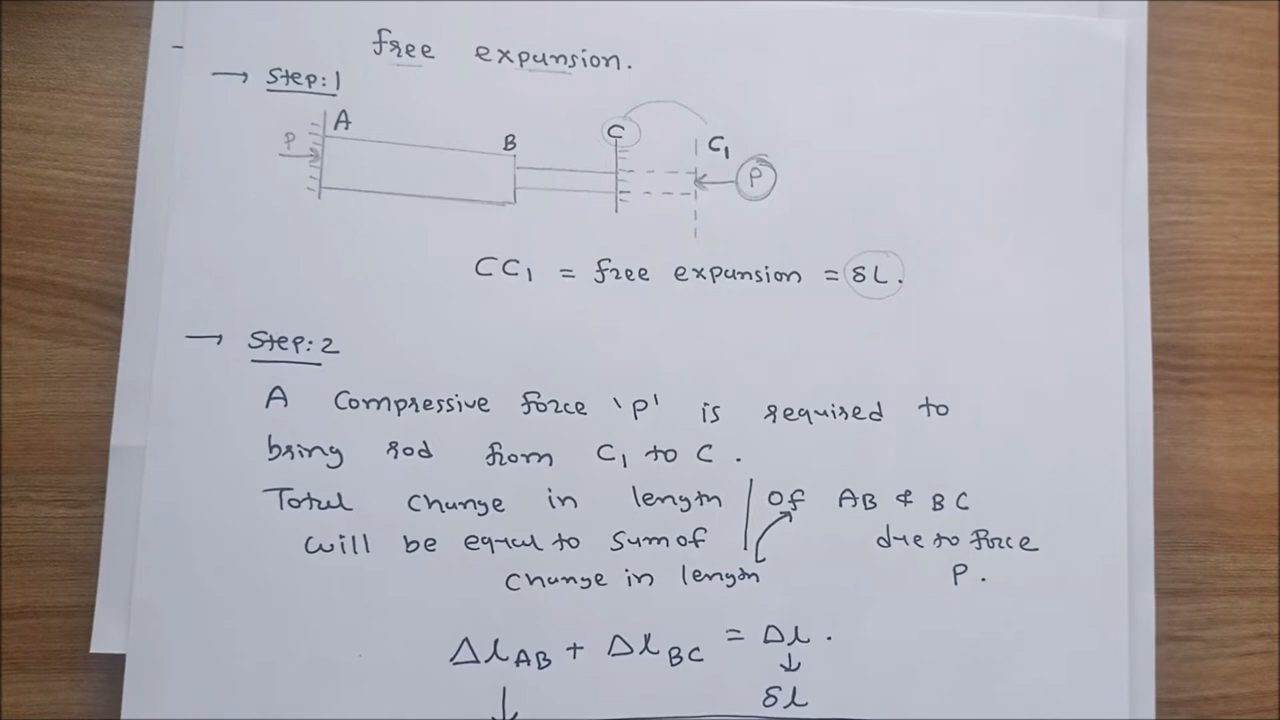 free expansion.
→ Step:1
A
P
B
C
C₁
P
CC₁ = free expansion = δL.
→ Step:2
A compressive force 'P' is required to
bring rod from C₁ to C.
Total change in length | of AB & BC
will be equal to sum of due to force
change in length P.
ΔlAB + ΔlBC = Δl.
↓ ↓
δl